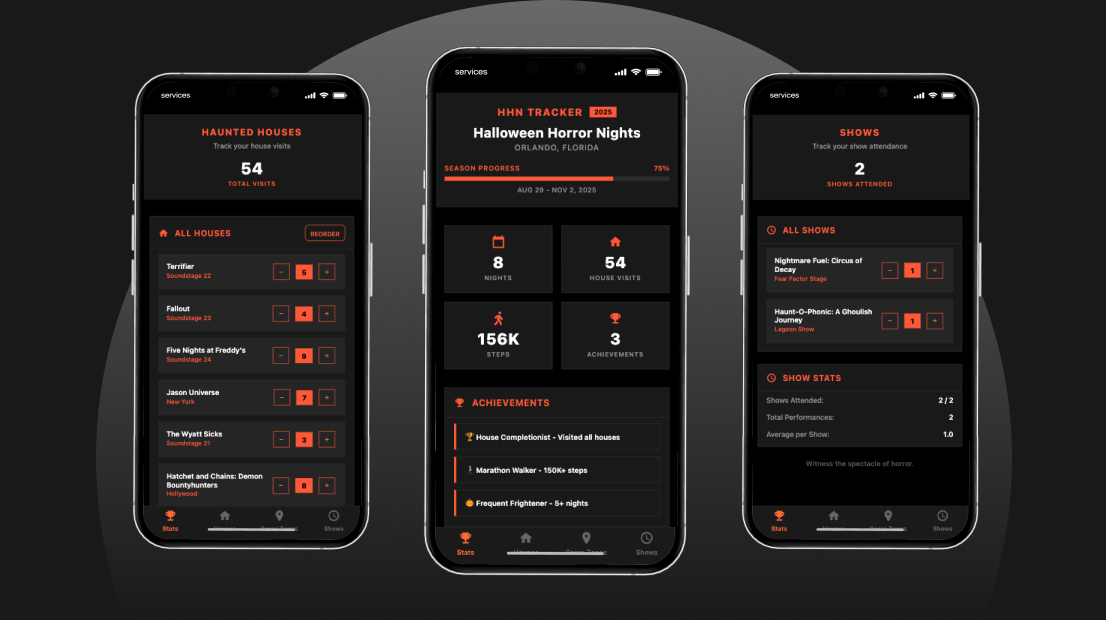 services
HAUNTED HOUSES
Track your house visits
54
TOTAL VISITS
ALL HOUSES
REORDER
Terrifier
Soundstage 22
− 5 +
Fallout
Soundstage 23
− 4 +
Five Nights at Freddy's
Soundstage 24
− 9 +
Jason Universe
New York
− 7 +
The Wyatt Sicks
Soundstage 21
− 3 +
Hatchet and Chains: Demon
Bountyhunters
Hollywood
− 8 +
Stats
Shows
services
HHN TRACKER 2025
Halloween Horror Nights
ORLANDO, FLORIDA
SEASON PROGRESS 75%
AUG 29 - NOV 2, 2025
8
NIGHTS
54
HOUSE VISITS
156K
STEPS
3
ACHIEVEMENTS
ACHIEVEMENTS
🏆 House Completionist - Visited all houses
🚶 Marathon Walker - 150K+ steps
🎃 Frequent Frightener - 5+ nights
Stats
Shows
services
SHOWS
Track your show attendance
2
SHOWS ATTENDED
ALL SHOWS
Nightmare Fuel: Circus of
Decay
Fear Factor Stage
− 1 +
Haunt-O-Phonic: A Ghoulish
Journey
Lagoon Show
− 1 +
SHOW STATS
Shows Attended: 2 / 2
Total Performances: 2
Average per Show: 1.0
Witness the spectacle of horror.
Stats
Shows